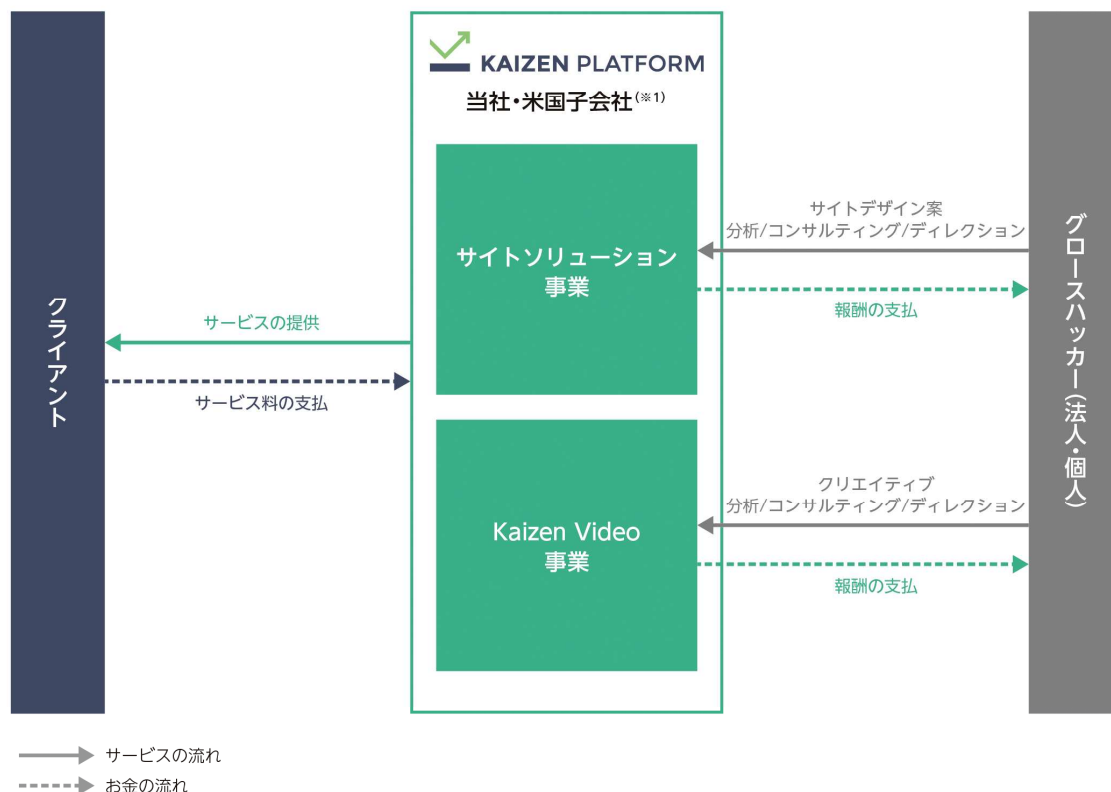 KAIZEN PLATFORM
当社・米国子会社(※1)
クライアント
サービスの提供
サービス料の支払
サイトソリューション
事業
サイトデザイン案
分析/コンサルティング/ディレクション
報酬の支払
Kaizen Video
事業
クリエイティブ
分析/コンサルティング/ディレクション
報酬の支払
グロースハッカー(法人・個人)
サービスの流れ
お金の流れ